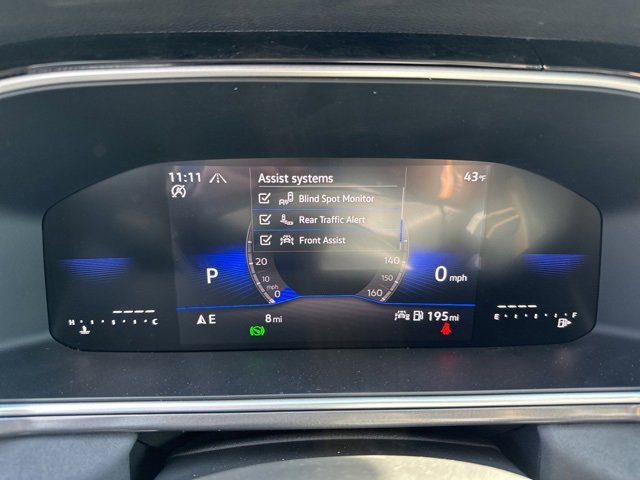 11:11
Assist systems
43°F
Blind Spot Monitor
Rear Traffic Alert
Front Assist
20
140
P
10
150
0 mph
mph
0
160
E
8 mi
195 mi
H C
E F